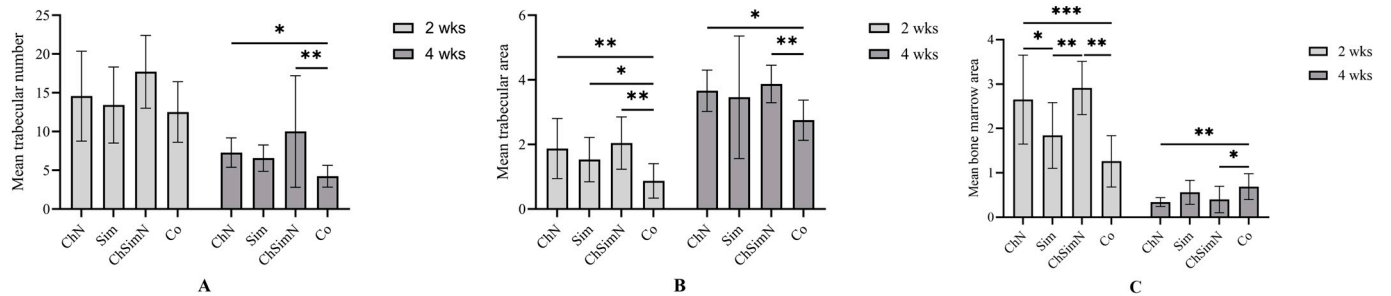 Mean trabecular number
25
20
15
10
5
0
*
**
2 wks
4 wks
ChN
Sim
ChSimN
Co
ChN
Sim
ChSimN
Co
A
Mean trabecular area
6
4
2
0
**
*
**
*
**
2 wks
4 wks
ChN
Sim
ChSimN
Co
ChN
Sim
ChSimN
Co
B
Mean bone marrow area
4
3
2
1
0
***
*
**
**
**
*
2 wks
4 wks
ChN
Sim
ChSimN
Co
ChN
Sim
ChSimN
Co
C